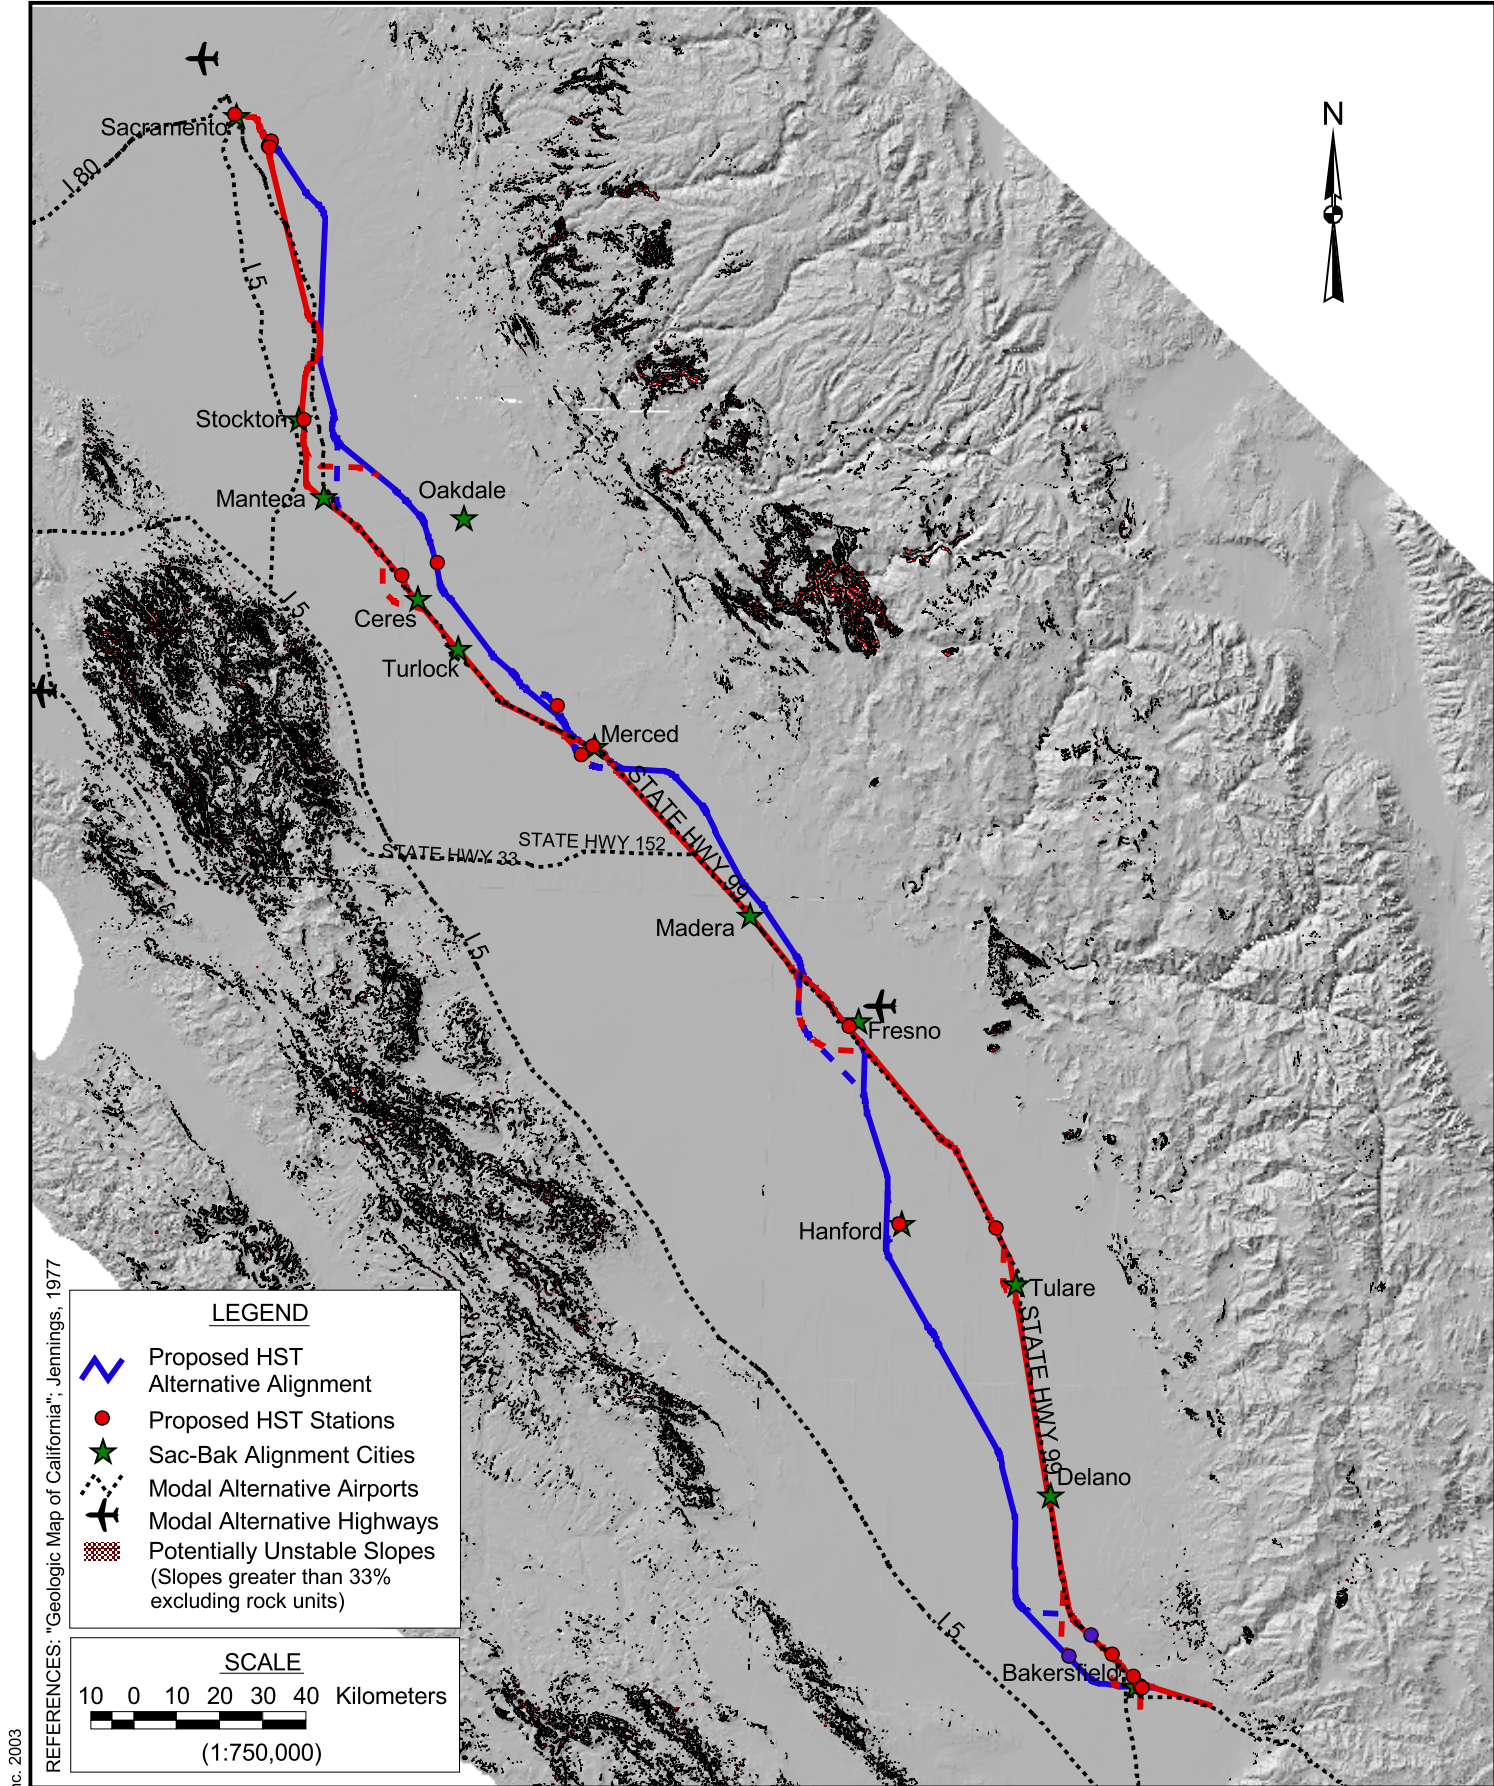 N
Sacramento
I 80
I 5
Stockton
Manteca
Oakdale
I 5
Ceres
Turlock
Merced
STATE HWY 99
STATE HWY 152
STATE HWY 33
Madera
I 5
Fresno
Hanford
Tulare
STATE HWY 99
Delano
I 5
Bakersfield
LEGEND
Proposed HST
Alternative Alignment
Proposed HST Stations
Sac-Bak Alignment Cities
Modal Alternative Airports
Modal Alternative Highways
Potentially Unstable Slopes
(Slopes greater than 33%
excluding rock units)
SCALE
10 0 10 20 30 40 Kilometers
(1:750,000)
REFERENCES: "Geologic Map of California"; Jennings, 1977
nc. 2003